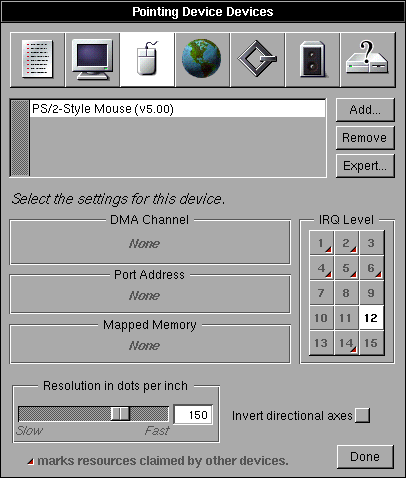 Pointing Device Devices
PS/2-Style Mouse (v5.00)
Add...
Remove
Expert...
Select the settings for this device.
DMA Channel
None
Port Address
None
Mapped Memory
None
IRQ Level
1 2 3
4 5 6
7 8 9
10 11 12
13 14 15
Resolution in dots per inch
150
Slow Fast
Invert directional axes
marks resources claimed by other devices.
Done